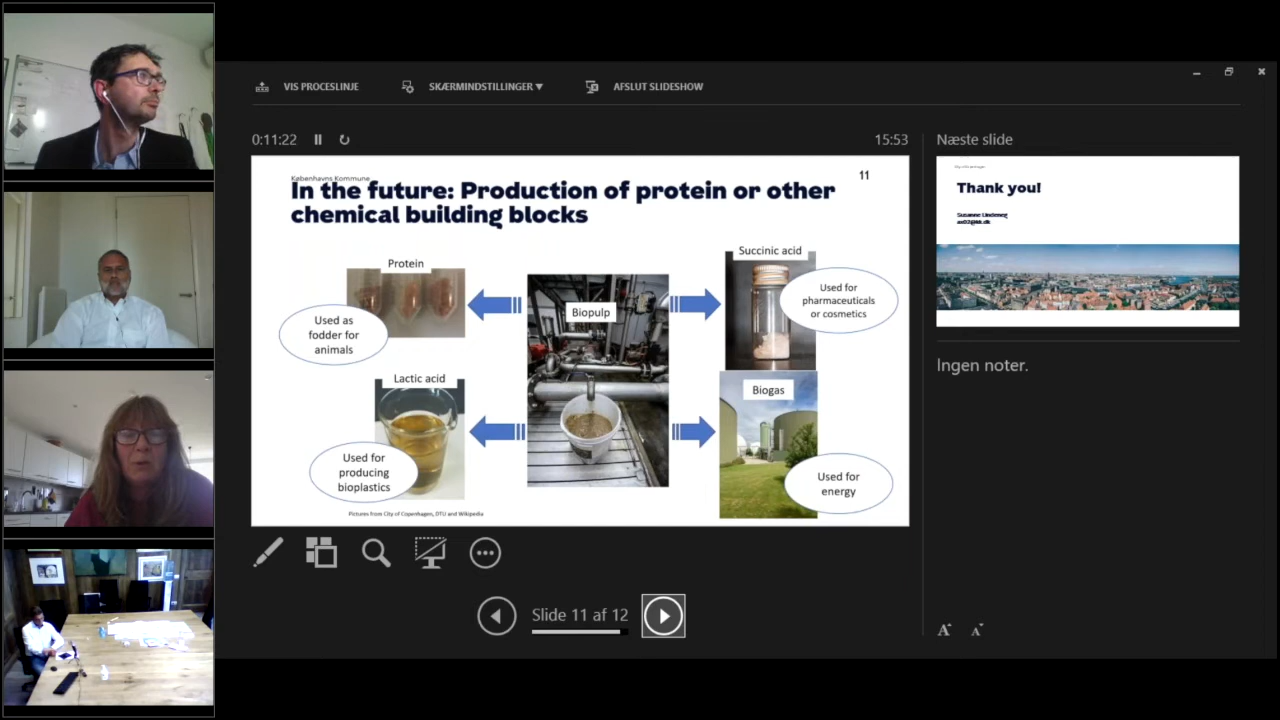 VIS PROCESLINJE
SKÆRMINDSTILLINGER ▼
AFSLUT SLIDESHOW
0:11:22
15:53
Næste slide
Københavns Kommune
11
In the future: Production of protein or other
chemical building blocks
Protein
Used as
fodder for
animals
Lactic acid
Used for
producing
bioplastics
Biopulp
Succinic acid
Used for
pharmaceuticals
or cosmetics
Biogas
Used for
energy
Pictures from City of Copenhagen, DTU and Wikipedia
Thank you!
Ingen noter.
Slide 11 af 12
A A